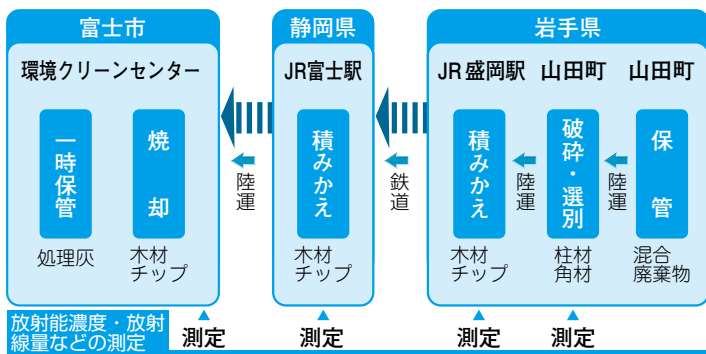 富士市
静岡県
岩手県
環境クリーンセンター
JR富士駅
JR盛岡駅
山田町
山田町
一時保管
焼却
積みかえ
積みかえ
破砕・選別
保管
陸運
鉄道
陸運
陸運
処理灰
木材
チップ
木材
チップ
木材
チップ
柱材
角材
混合
廃棄物
放射能濃度・放射
線量などの測定
測定
測定
測定
測定